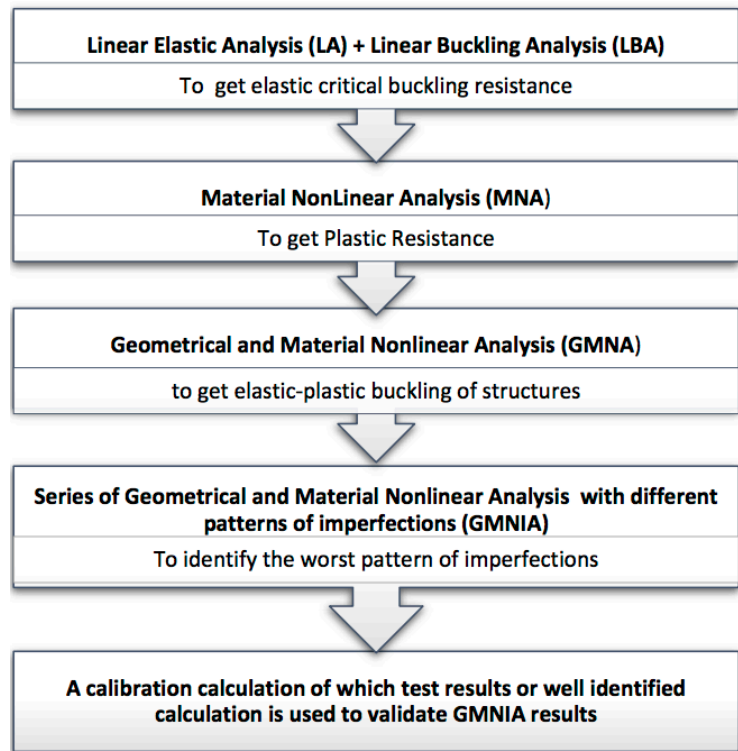 Linear Elastic Analysis (LA) + Linear Buckling Analysis (LBA)
To get elastic critical buckling resistance
Material NonLinear Analysis (MNA)
To get Plastic Resistance
Geometrical and Material Nonlinear Analysis (GMNA)
to get elastic-plastic buckling of structures
Series of Geometrical and Material Nonlinear Analysis with different
patterns of imperfections (GMNIA)
To identify the worst pattern of imperfections
A calibration calculation of which test results or well identified
calculation is used to validate GMNIA results